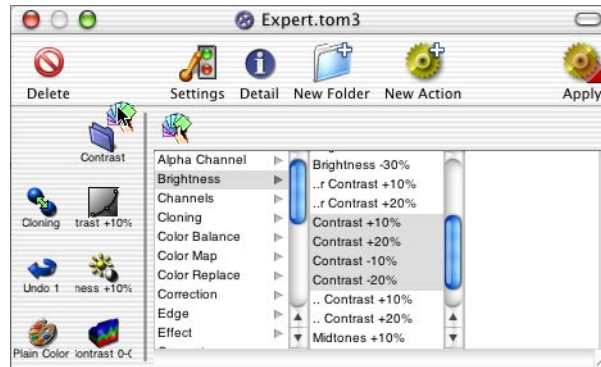 Expert.tom3
Delete
Settings
Detail
New Folder
New Action
Apply
Contrast
Cloning
trast +10%
Undo 1
ness +10%
Plain Color
Alpha Channel
Brightness
Channels
Cloning
Color Balance
Color Map
Color Replace
Correction
Edge
Effect
Brightness -30%
..r Contrast +10%
..r Contrast +20%
Contrast +10%
Contrast +20%
Contrast -10%
Contrast -20%
.. Contrast +10%
.. Contrast +20%
Midtones +10%